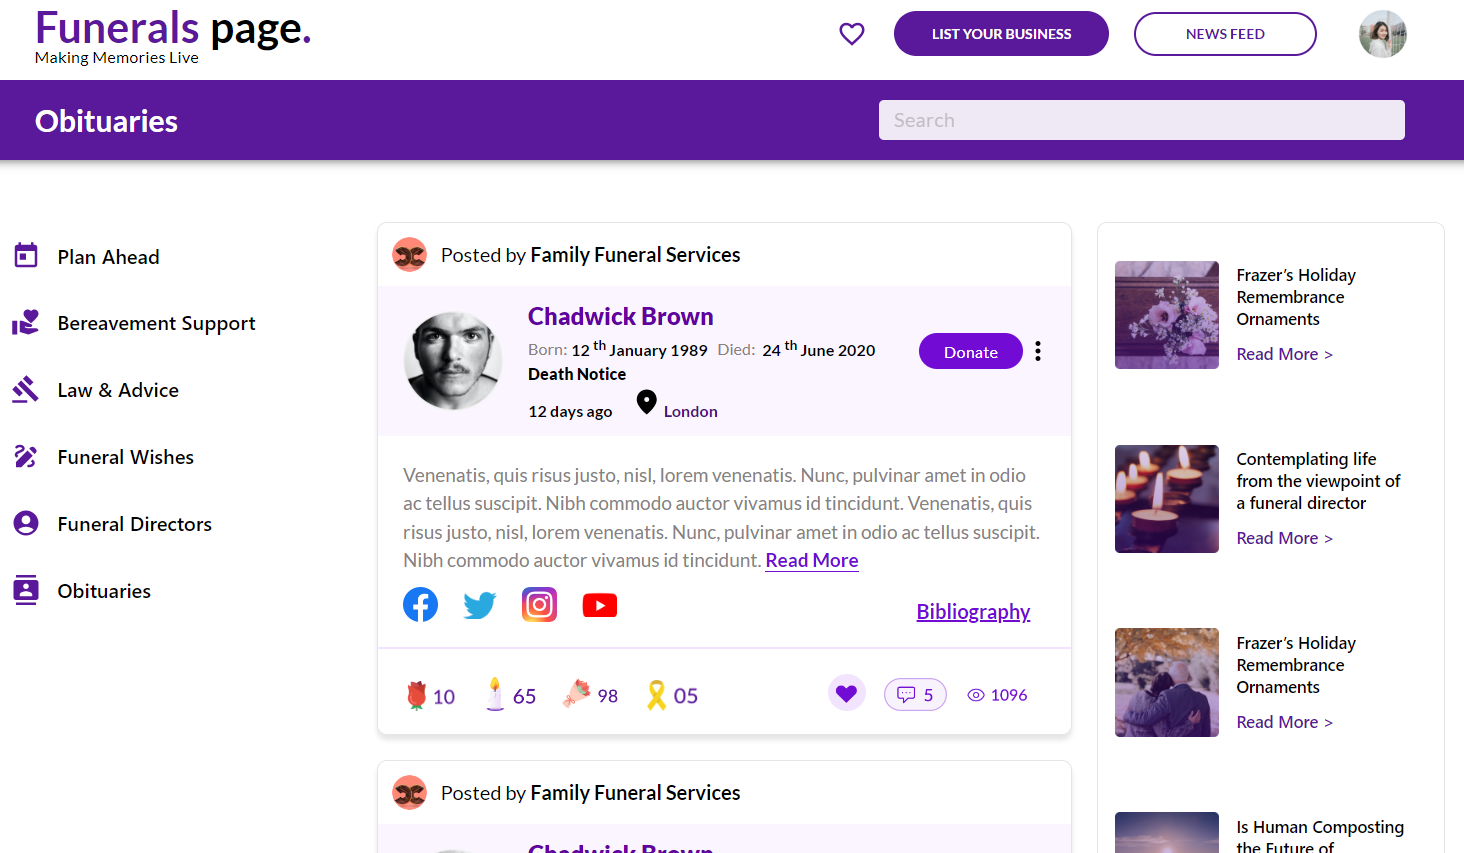 Funerals page.
Making Memories Live
LIST YOUR BUSINESS
NEWS FEED
Obituaries
Search
Plan Ahead
Bereavement Support
Law & Advice
Funeral Wishes
Funeral Directors
Obituaries
Posted by Family Funeral Services
Chadwick Brown
Born: 12 th January 1989 Died: 24 th June 2020
Death Notice
12 days ago London
Donate
Venenatis, quis risus justo, nisl, lorem venenatis. Nunc, pulvinar amet in odio
ac tellus suscipit. Nibh commodo auctor vivamus id tincidunt. Venenatis, quis
risus justo, nisl, lorem venenatis. Nunc, pulvinar amet in odio ac tellus suscipit.
Nibh commodo auctor vivamus id tincidunt. Read More
Bibliography
10 65 98 05 5 1096
Posted by Family Funeral Services
Chadwick Brown
Frazer’s Holiday
Remembrance
Ornaments
Read More >
Contemplating life
from the viewpoint of
a funeral director
Read More >
Frazer’s Holiday
Remembrance
Ornaments
Read More >
Is Human Composting
the Future of